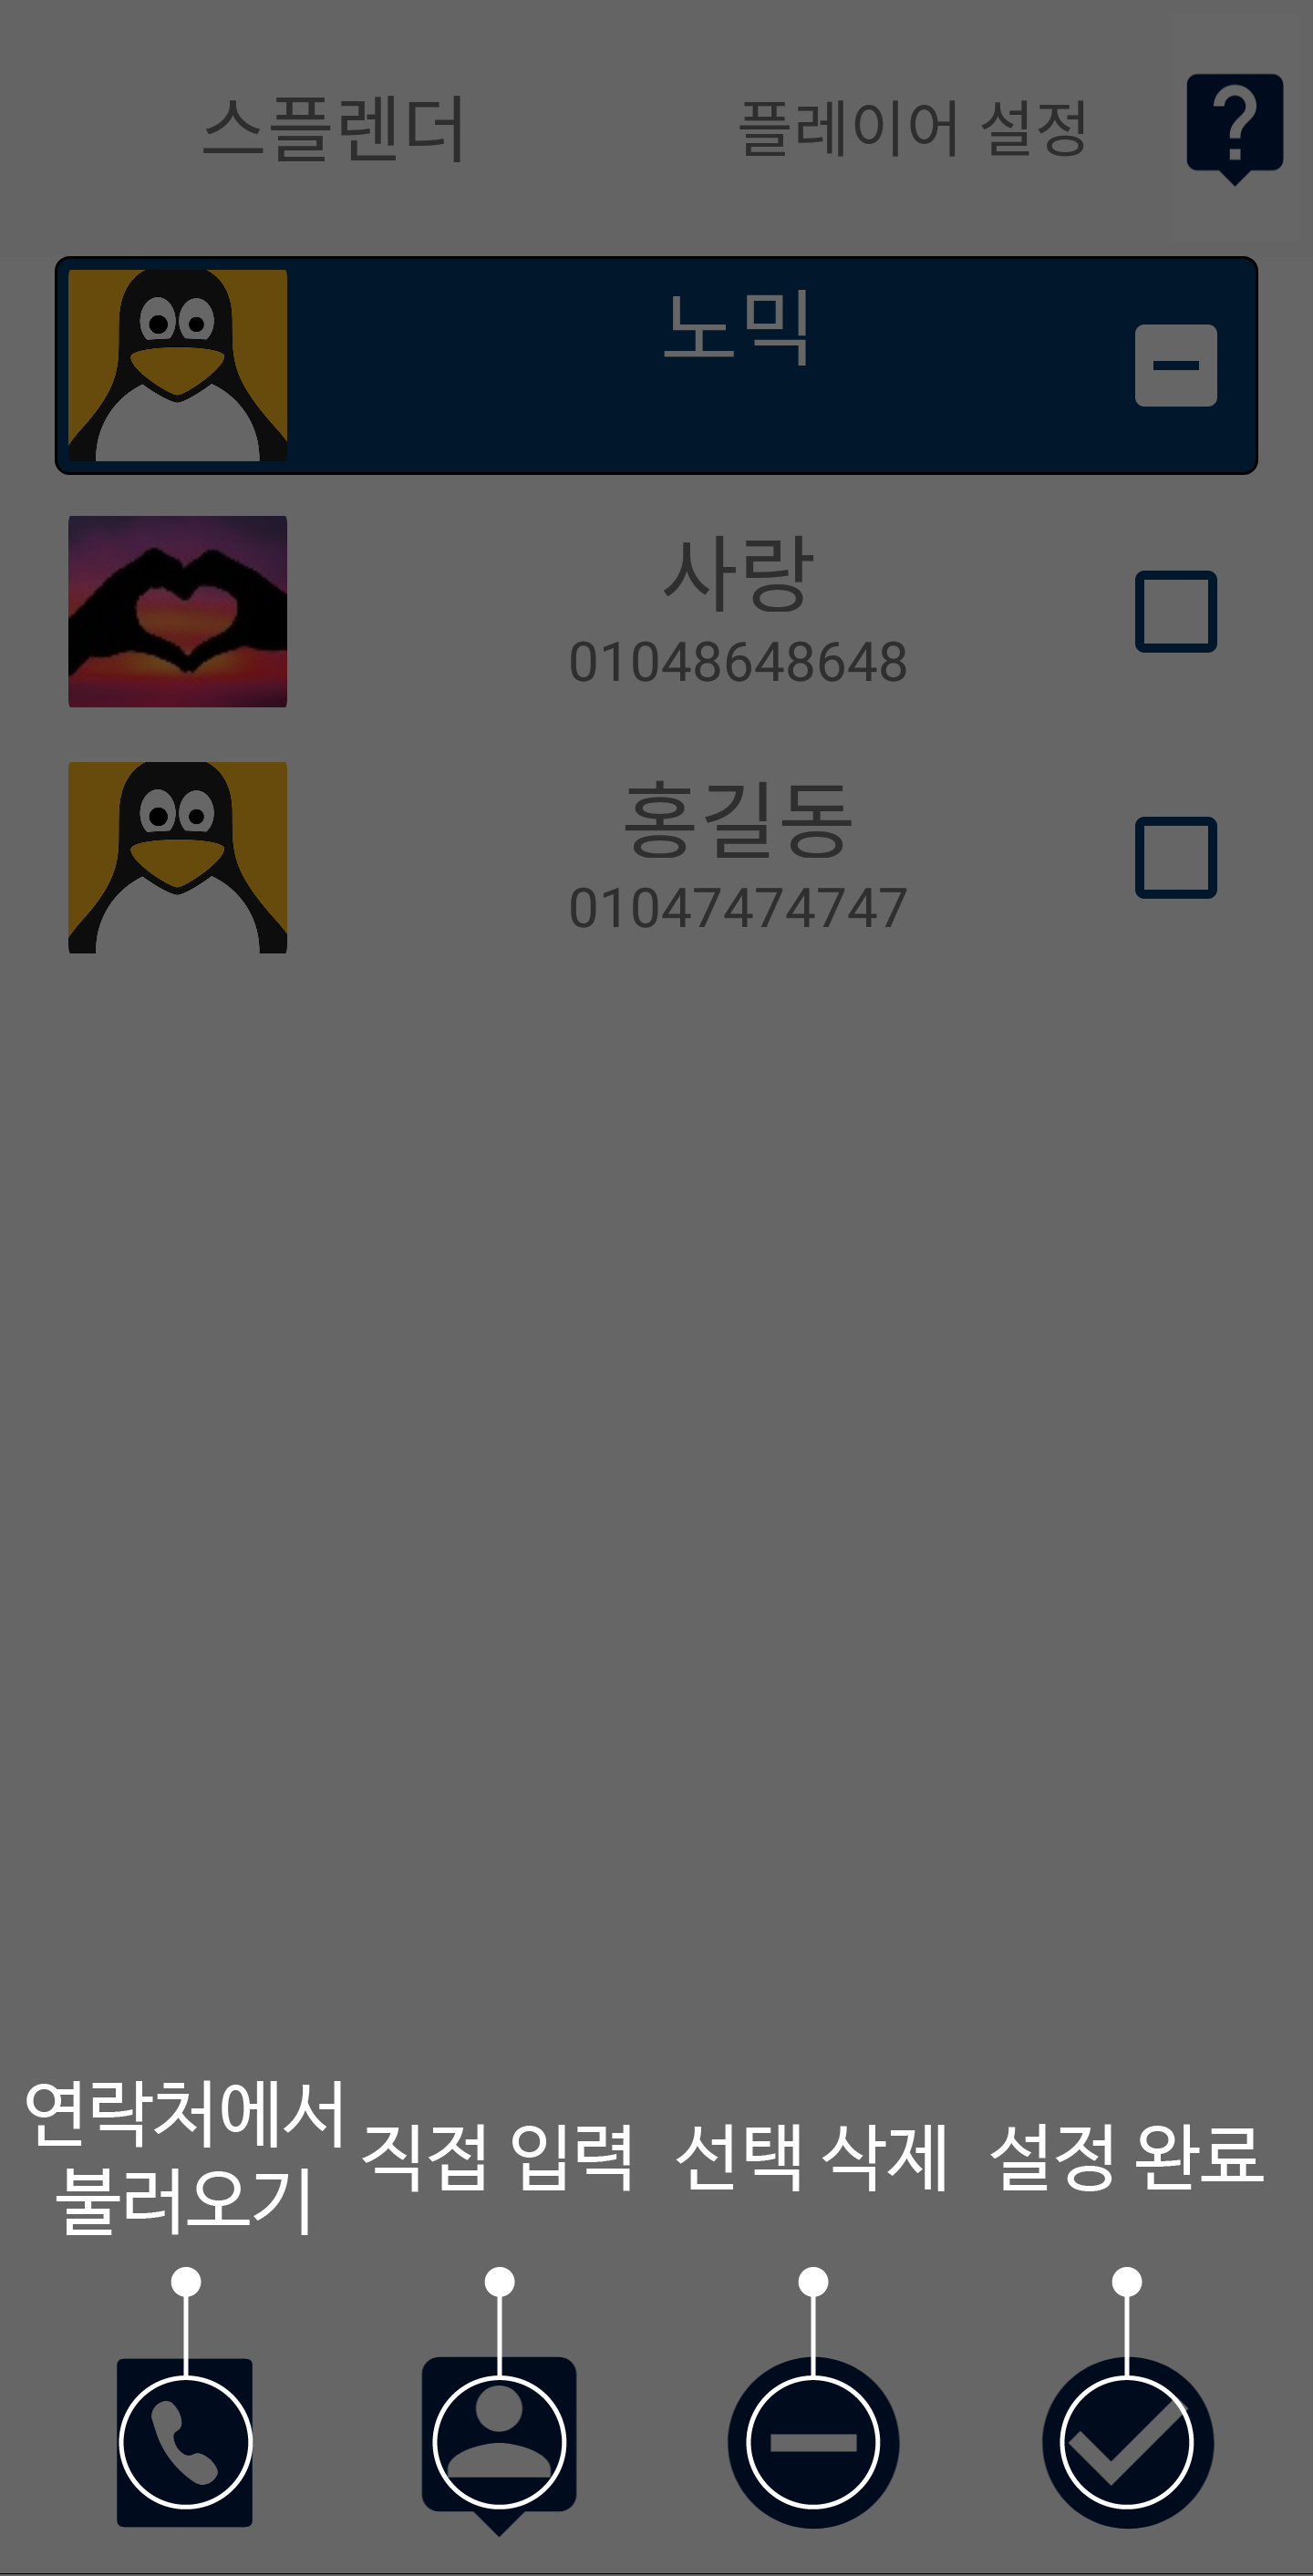 스플렌더 플레이어 설정
노믹
사랑
01048648648
홍길동
01047474747
연락처에서
불러오기
직접 입력
선택 삭제
설정 완료